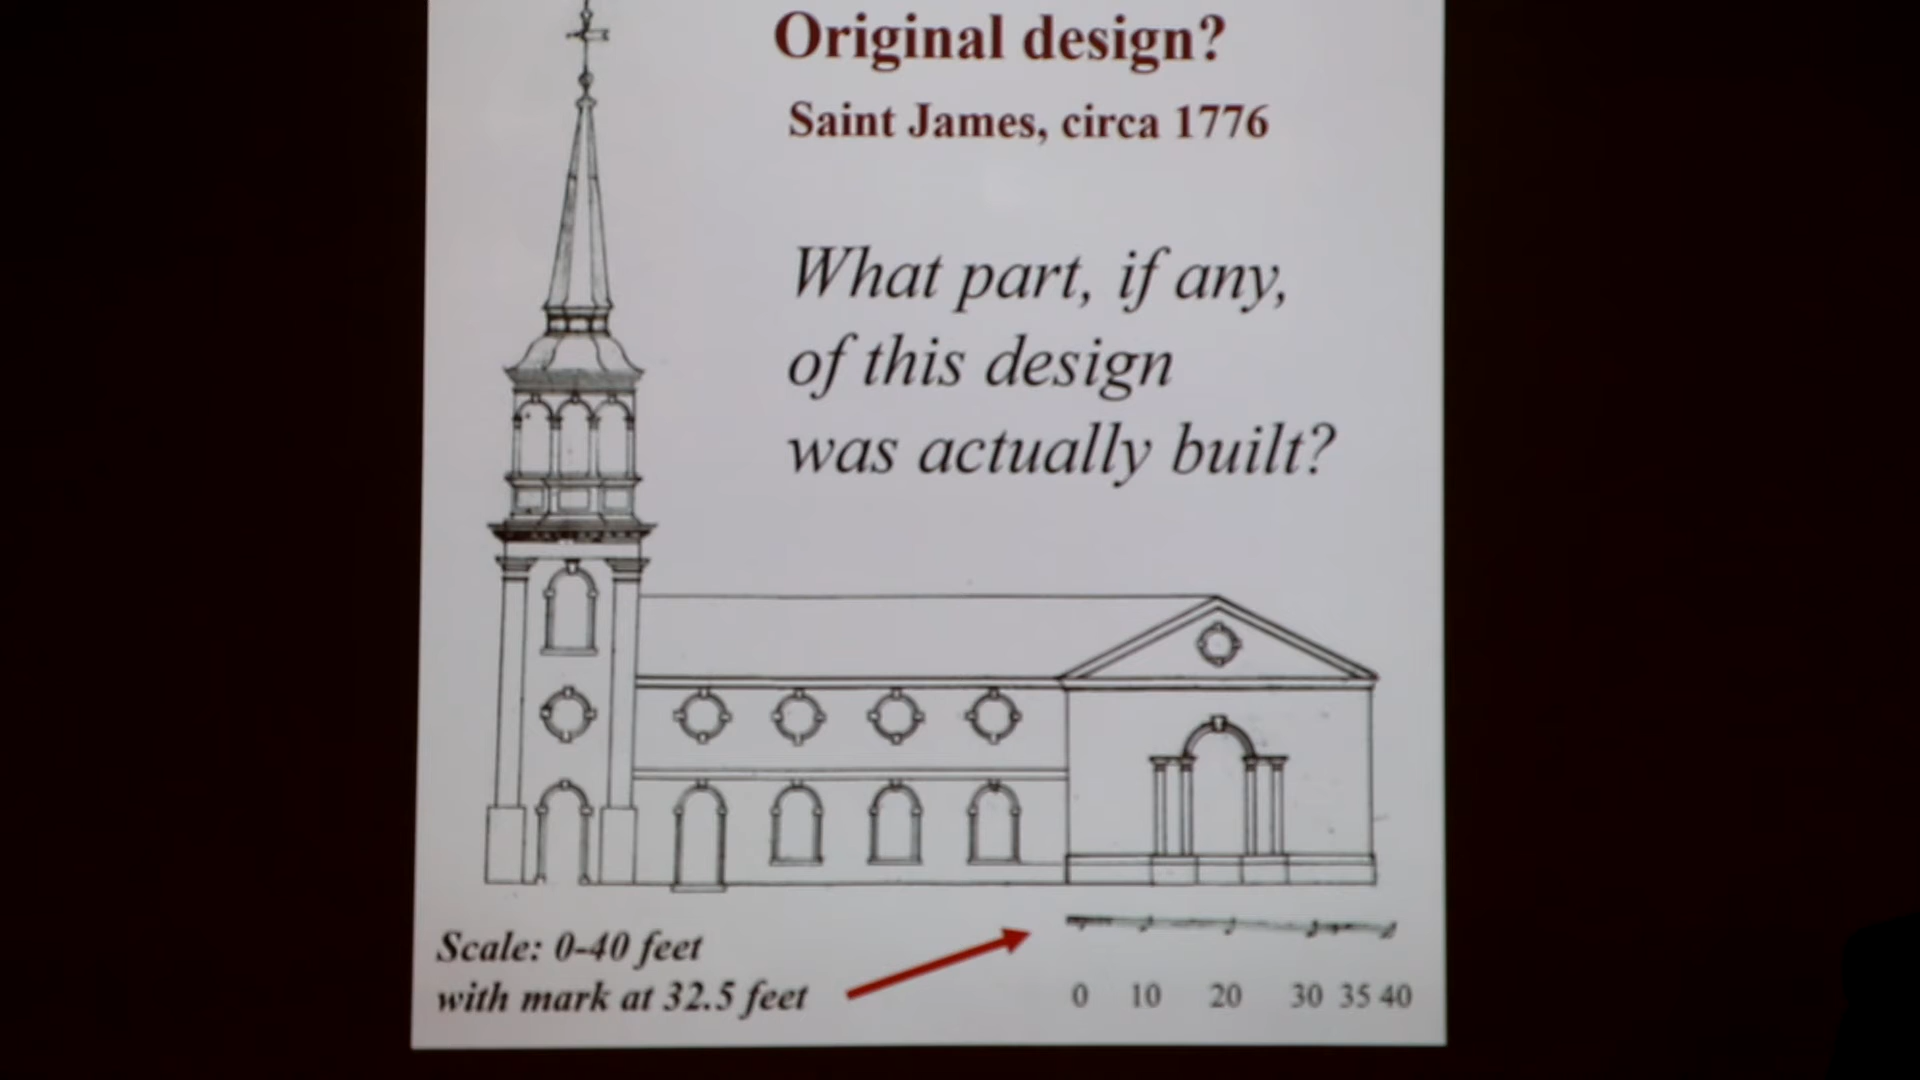 Original design?
Saint James, circa 1776
What part, if any,
of this design
was actually built?
Scale: 0-40 feet
with mark at 32.5 feet
0 10 20 30 35 40